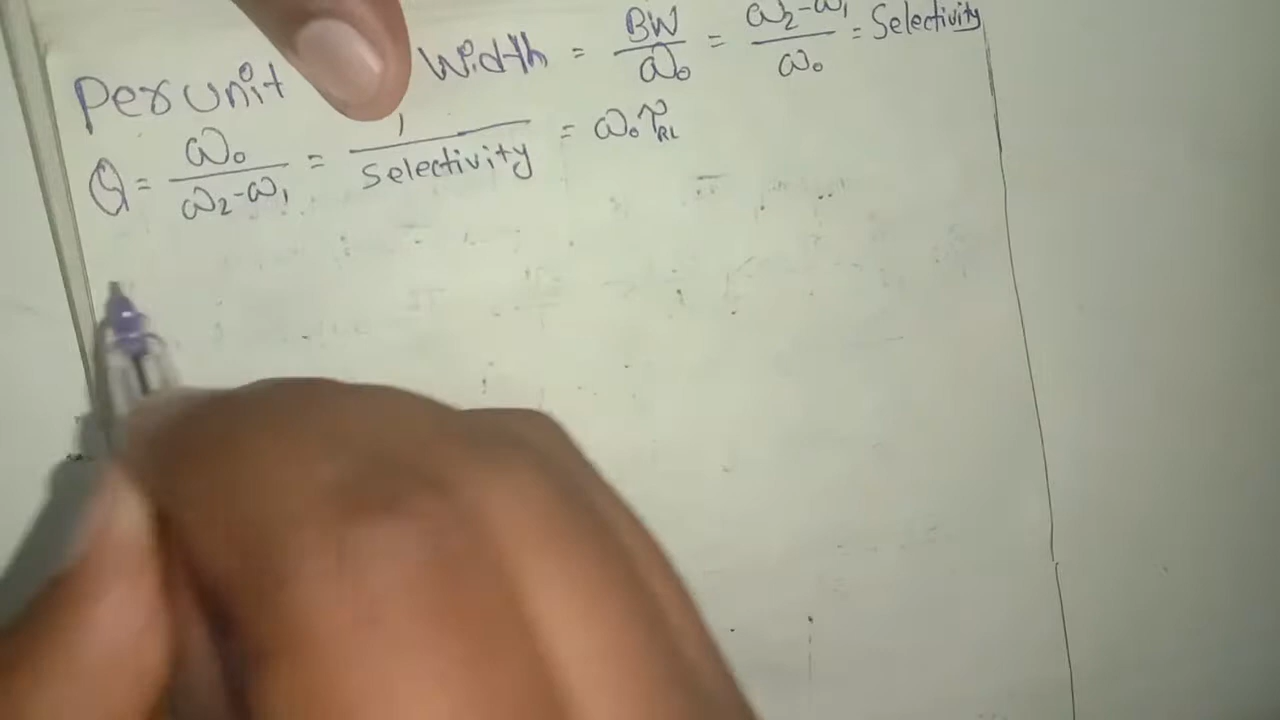 Per unit Width = BW/ω₀ = ω₂-ω₁/ω₀ = Selectivity
Q = ω₀/ω₂-ω₁ = 1/Selectivity = ω₀τ_RL